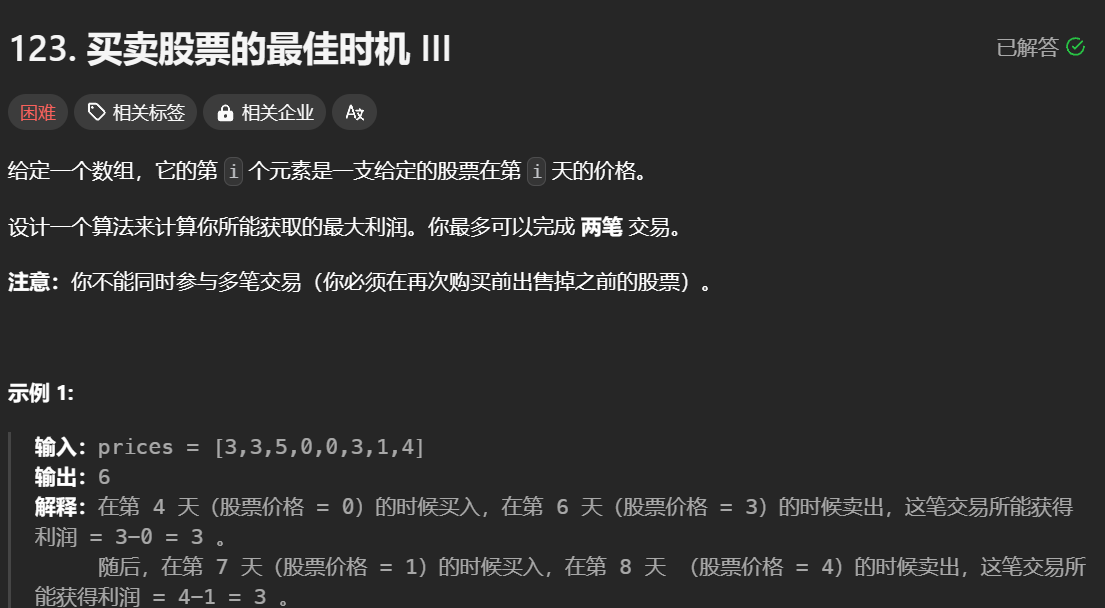 123. 买卖股票的最佳时机 III
已解答
困难 相关标签 相关企业 Aあ
给定一个数组，它的第 i 个元素是一支给定的股票在第 i 天的价格。
设计一个算法来计算你所能获取的最大利润。你最多可以完成 两笔 交易。
注意：你不能同时参与多笔交易（你必须在再次购买前出售掉之前的股票）。
示例 1:
输入：prices = [3,3,5,0,0,3,1,4]
输出：6
解释：在第 4 天（股票价格 = 0）的时候买入，在第 6 天（股票价格 = 3）的时候卖出，这笔交易所能获得
利润 = 3-0 = 3 。
随后，在第 7 天（股票价格 = 1）的时候买入，在第 8 天 （股票价格 = 4）的时候卖出，这笔交易所
能获得利润 = 4-1 = 3 。